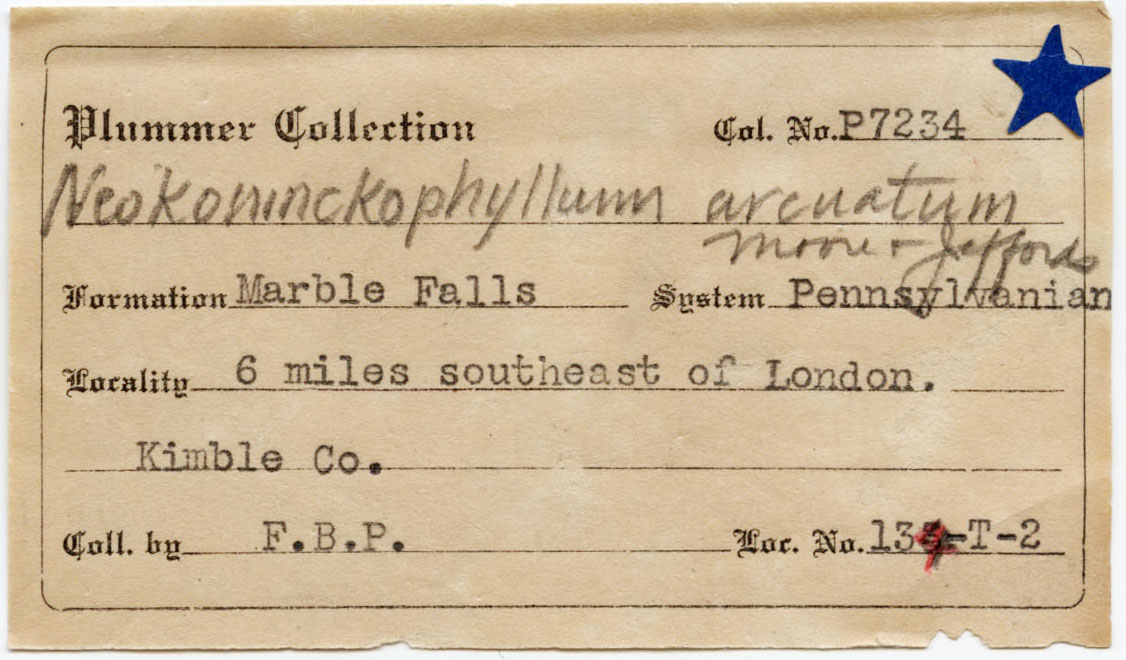 Plummer Collection Col. No. P7234
Neokoninckophyllum arcuatum
Moore + Jeffords
Formation Marble Falls System Pennsylvanian
Locality 6 miles southeast of London.
Kimble Co.
Coll. by F.B.P. Loc. No. 134-T-2